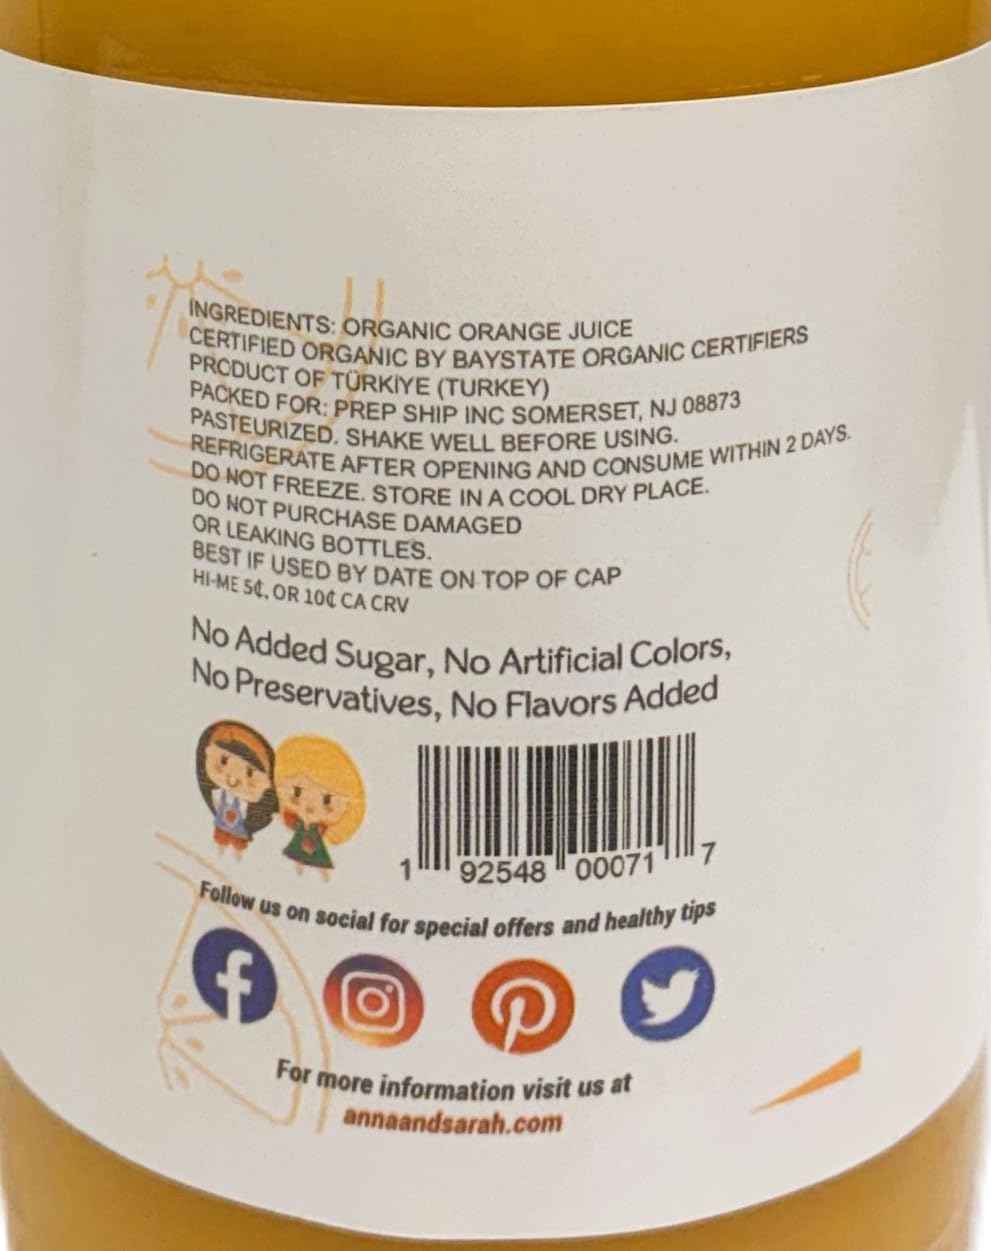 INGREDIENTS: ORGANIC ORANGE JUICE
CERTIFIED ORGANIC BY BAYSTATE ORGANIC CERTIFIERS
PRODUCT OF TÜRKİYE (TURKEY)
PACKED FOR: PREP SHIP INC SOMERSET, NJ 08873
PASTEURIZED. SHAKE WELL BEFORE USING.
REFRIGERATE AFTER OPENING AND CONSUME WITHIN 2 DAYS.
DO NOT FREEZE. STORE IN A COOL DRY PLACE.
DO NOT PURCHASE DAMAGED
OR LEAKING BOTTLES.
BEST IF USED BY DATE ON TOP OF CAP
HI-ME 5¢, OR 10¢ CA CRV
No Added Sugar, No Artificial Colors,
No Preservatives, No Flavors Added
1 92548 00071 7
Follow us on social for special offers and healthy tips
For more information visit us at
annaandsarah.com